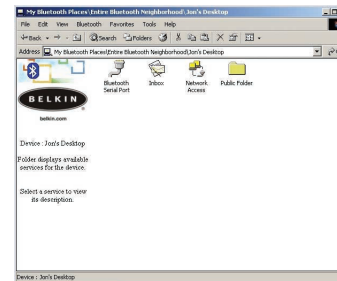 My Bluetooth Places\Entire Bluetooth Neighborhood\Jon's Desktop
File Edit View Bluetooth Favorites Tools Help
Back Search Folders
Address My Bluetooth Places\Entire Bluetooth Neighborhood\Jon's Desktop
Bluetooth Serial Port
Inbox
Network Access
Public Folder
BELKIN
belkin.com
Device : Jon's Desktop
Folder displays available
services for the device.
Select a service to view
its description.
Device : Jon's Desktop